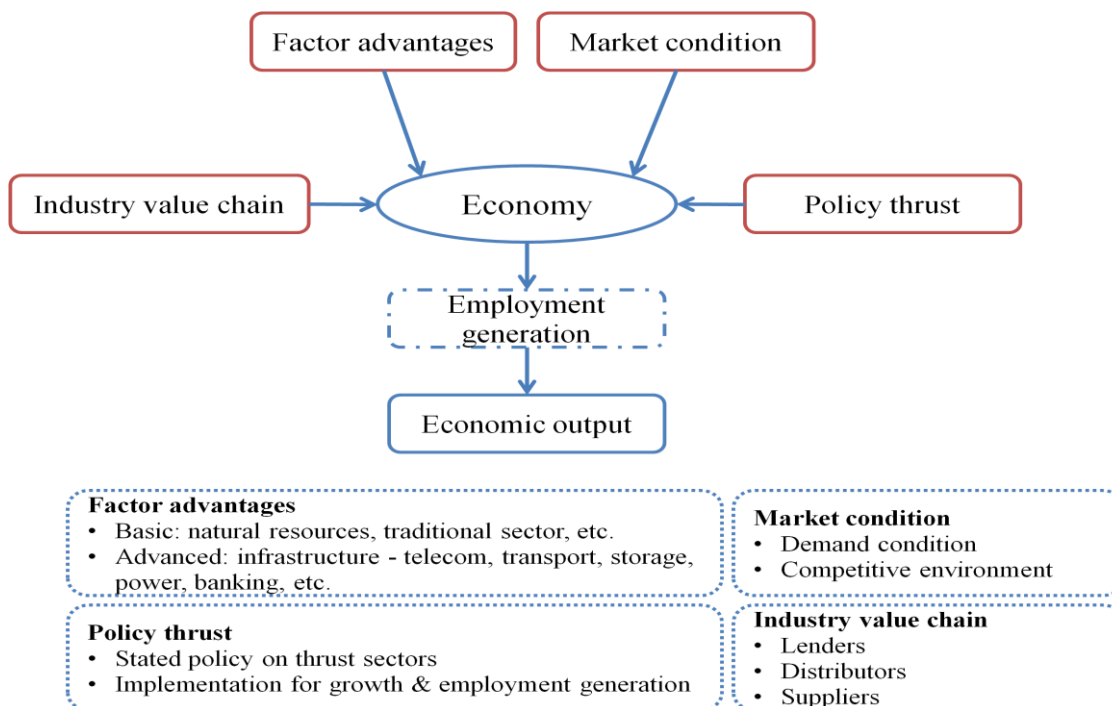 Factor advantages
Market condition
Industry value chain
Economy
Policy thrust
Employment
generation
Economic output
Factor advantages
• Basic: natural resources, traditional sector, etc.
• Advanced: infrastructure - telecom, transport, storage,
power, banking, etc.
Market condition
• Demand condition
• Competitive environment
Policy thrust
• Stated policy on thrust sectors
• Implementation for growth & employment generation
Industry value chain
• Lenders
• Distributors
• Suppliers